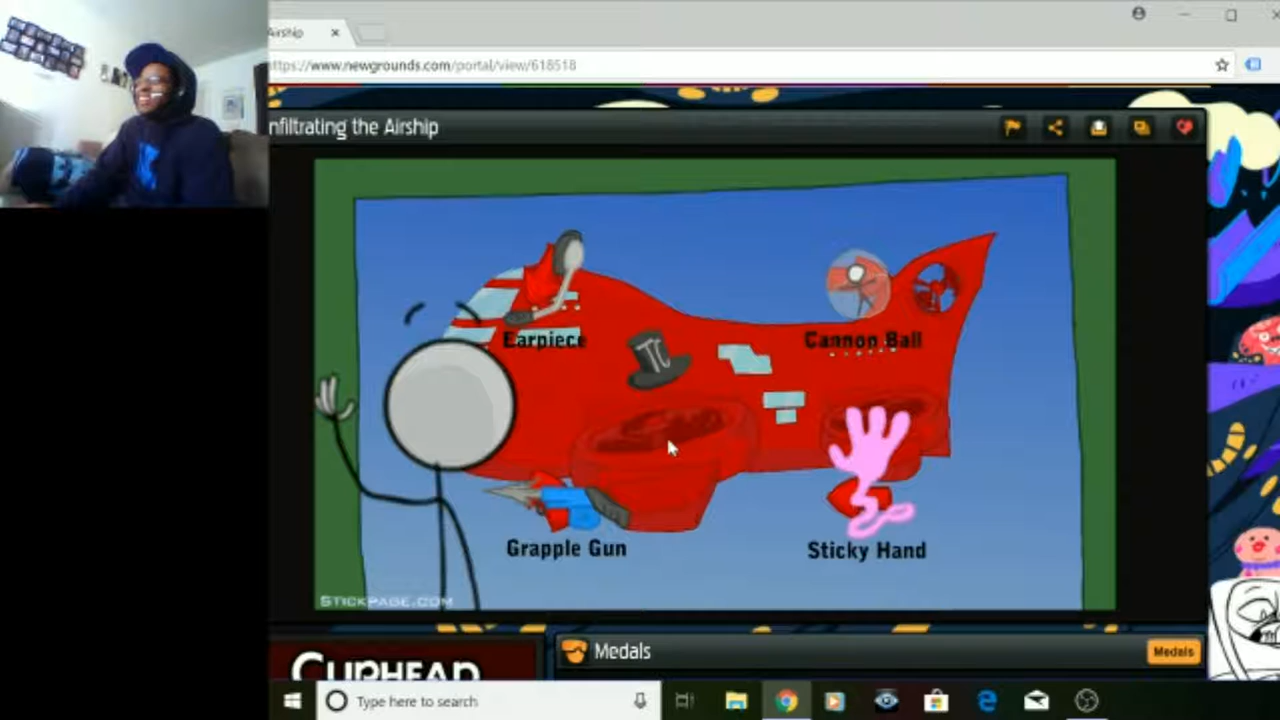 Airship
ttps://www.newgrounds.com/portal/view/618518
nfiltrating the Airship
Earpiece
TC
Cannon Ball
Grapple Gun
Sticky Hand
STICKPAGE.COM
CUPHEAD
Medals
Medals
Type here to search